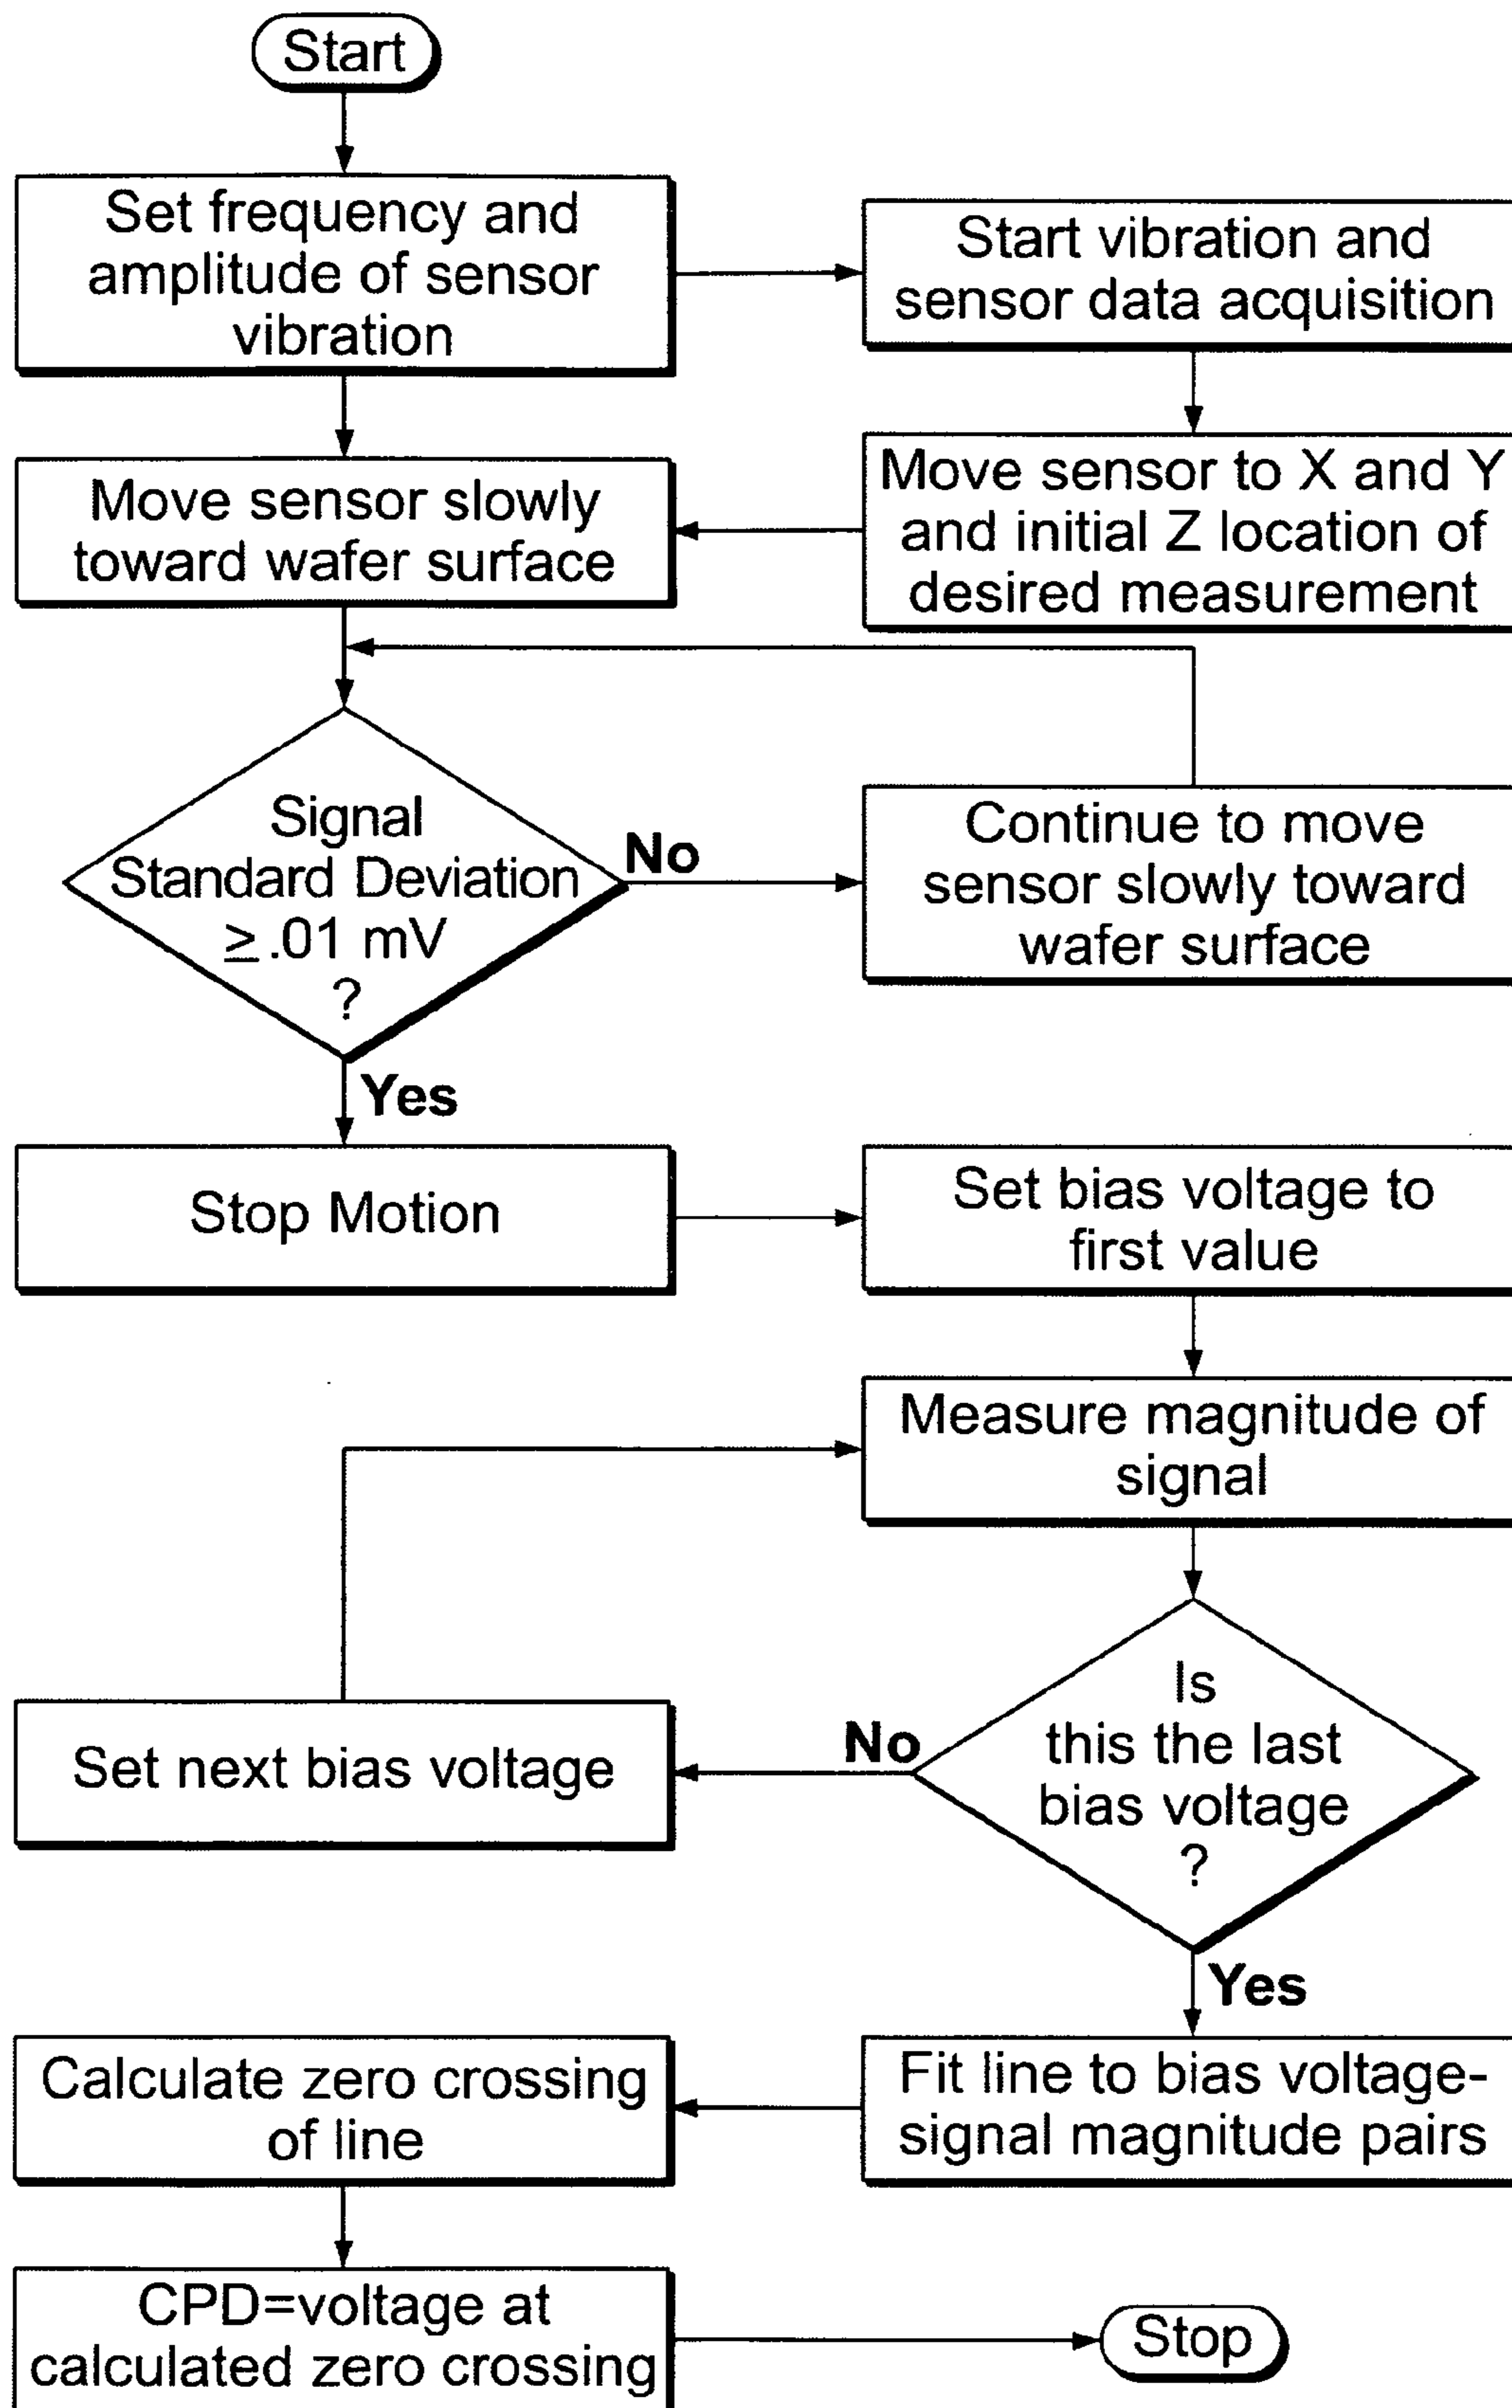 Start
Set frequency and
amplitude of sensor
vibration
Start vibration and
sensor data acquisition
Move sensor to X and Y
and initial Z location of
desired measurement
Move sensor slowly
toward wafer surface
Signal
Standard Deviation
≥ .01 mV
?
No
Continue to move
sensor slowly toward
wafer surface
Yes
Stop Motion
Set bias voltage to
first value
Measure magnitude of
signal
Is
this the last
bias voltage
?
No
Set next bias voltage
Yes
Fit line to bias voltage-
signal magnitude pairs
Calculate zero crossing
of line
CPD=voltage at
calculated zero crossing
Stop